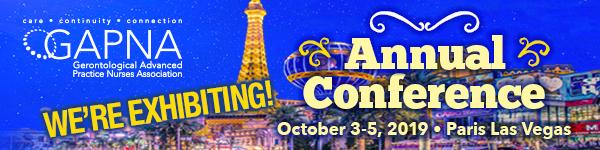 care • continuity • connection
GAPNA
Gerontological Advanced
Practice Nurses Association
WE'RE EXHIBITING!
Annual
Conference
October 3-5, 2019 • Paris Las Vegas